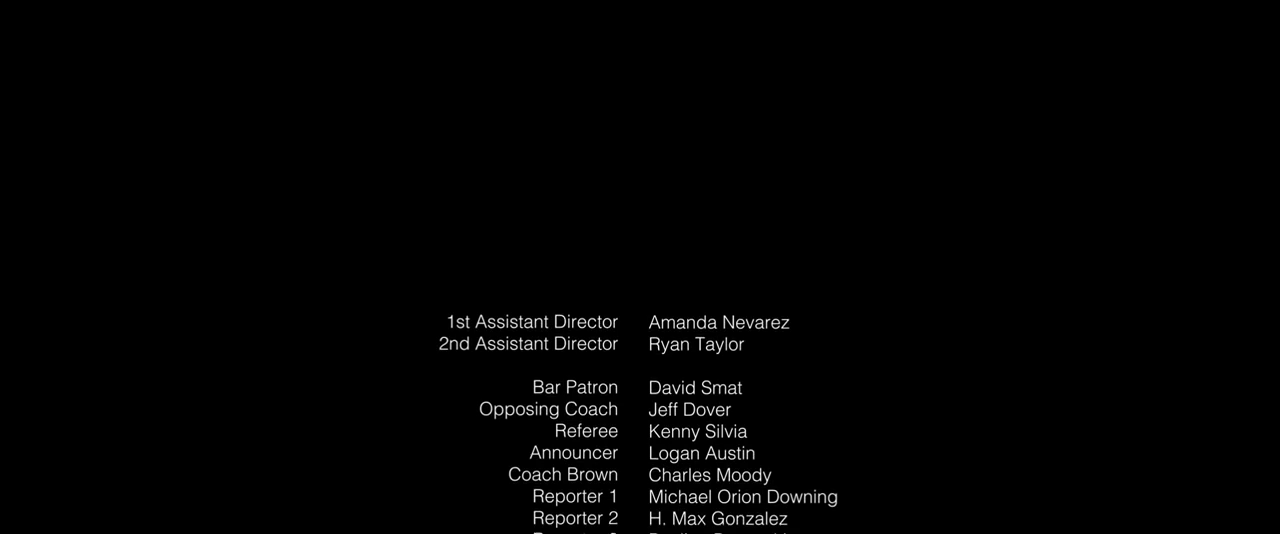 1st Assistant Director Amanda Nevarez
2nd Assistant Director Ryan Taylor
Bar Patron David Smat
Opposing Coach Jeff Dover
Referee Kenny Silvia
Announcer Logan Austin
Coach Brown Charles Moody
Reporter 1 Michael Orion Downing
Reporter 2 H. Max Gonzalez